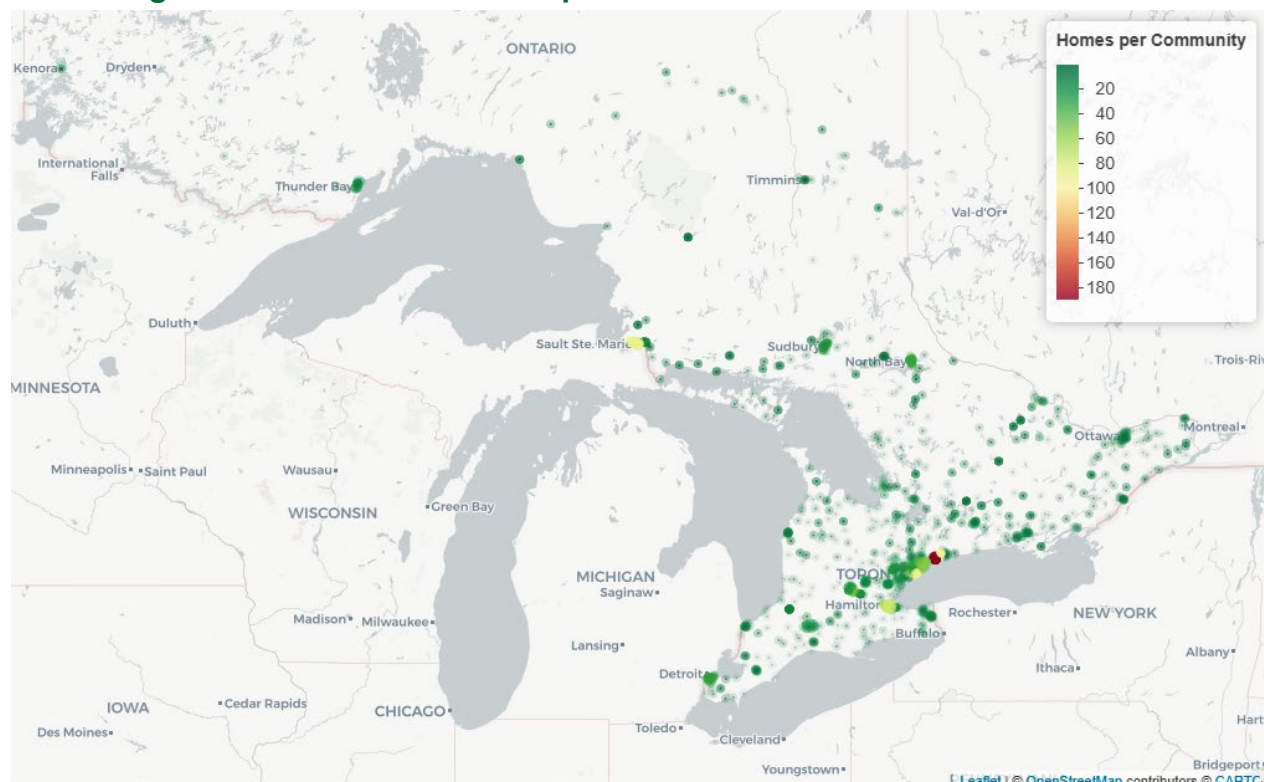 ONTARIO
Homes per Community
20
40
60
80
100
120
140
160
180
Kenora
Dryden
International
Falls
Thunder Bay
Timmins
Val-d'Or
Duluth
Sault Ste. Marie
Sudbury
North Bay
Trois-Riv
MINNESOTA
Ottawa
Montreal
Minneapolis
Saint Paul
Wausau
Green Bay
WISCONSIN
MICHIGAN
TORON
Saginaw
Hamilton
Rochester
NEW YORK
Madison
Milwaukee
Buffalo
Lansing
Albany
Ithaca
Detroit
IOWA
Cedar Rapids
CHICAGO
Des Moines
Toledo
Cleveland
Hart
Youngstown
Bridgeport
Leaflet | © OpenStreetMap contributors © CARTO